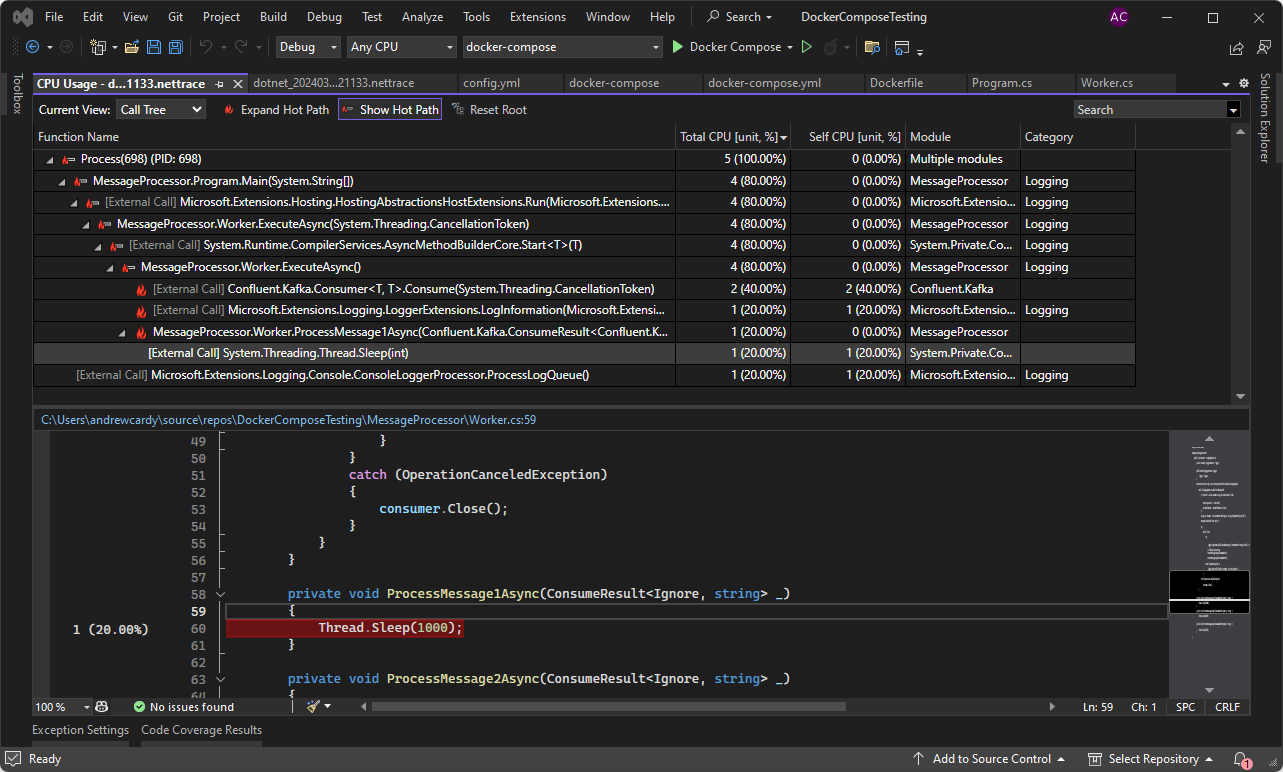 File Edit View Git Project Build Debug Test Analyze Tools Extensions Window Help Search DockerComposeTesting AC
Debug Any CPU docker-compose Docker Compose
Toolbox
CPU Usage - d...1133.nettrace dotnet_202403...21133.nettrace config.yml docker-compose docker-compose.yml Dockerfile Program.cs Worker.cs
Solution Explorer
Current View: Call Tree Expand Hot Path Show Hot Path Reset Root Search
Function Name Total CPU [unit, %] Self CPU [unit, %] Module Category
Process(698) (PID: 698) 5 (100.00%) 0 (0.00%) Multiple modules
MessageProcessor.Program.Main(System.String[]) 4 (80.00%) 0 (0.00%) MessageProcessor Logging
[External Call] Microsoft.Extensions.Hosting.HostingAbstractionsHostExtensions.Run(Microsoft.Extensions.... 4 (80.00%) 0 (0.00%) Microsoft.Extensio... Logging
MessageProcessor.Worker.ExecuteAsync(System.Threading.CancellationToken) 4 (80.00%) 0 (0.00%) MessageProcessor Logging
[External Call] System.Runtime.CompilerServices.AsyncMethodBuilderCore.Start<T>(T) 4 (80.00%) 0 (0.00%) System.Private.Co... Logging
MessageProcessor.Worker.ExecuteAsync() 4 (80.00%) 0 (0.00%) MessageProcessor Logging
[External Call] Confluent.Kafka.Consumer<T, T>.Consume(System.Threading.CancellationToken) 2 (40.00%) 2 (40.00%) Confluent.Kafka
[External Call] Microsoft.Extensions.Logging.LoggerExtensions.LogInformation(Microsoft.Extensi... 1 (20.00%) 1 (20.00%) Microsoft.Extensio... Logging
MessageProcessor.Worker.ProcessMessage1Async(Confluent.Kafka.ConsumeResult<Confluent.K... 1 (20.00%) 0 (0.00%) MessageProcessor
[External Call] System.Threading.Thread.Sleep(int) 1 (20.00%) 1 (20.00%) System.Private.Co...
[External Call] Microsoft.Extensions.Logging.Console.ConsoleLoggerProcessor.ProcessLogQueue() 1 (20.00%) 1 (20.00%) Microsoft.Extensio... Logging
C:\Users\andrewcardy\source\repos\DockerComposeTesting\MessageProcessor\Worker.cs:59
49 }
50 }
51 catch (OperationCanceledException)
52 {
53 consumer.Close();
54 }
55 }
56 }
57
58 private void ProcessMessage1Async(ConsumeResult<Ignore, string> _)
59 {
1 (20.00%) 60 Thread.Sleep(1000);
61 }
62
63 private void ProcessMessage2Async(ConsumeResult<Ignore, string> _)
64 {
100 % No issues found Ln: 59 Ch: 1 SPC CRLF
Exception Settings Code Coverage Results
Ready Add to Source Control Select Repository 1